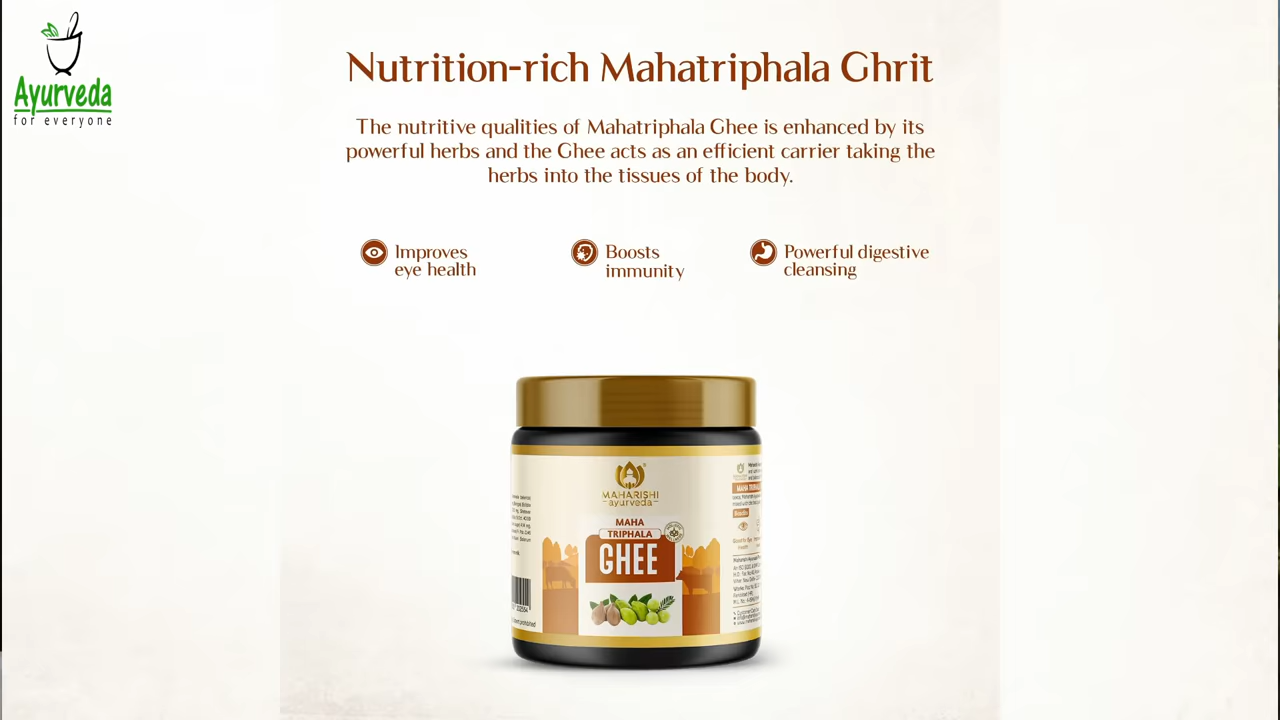 Ayurveda
for everyone
Nutrition-rich Mahatriphala Ghrit
The nutritive qualities of Mahatriphala Ghee is enhanced by its
powerful herbs and the Ghee acts as an efficient carrier taking the
herbs into the tissues of the body.
Improves
eye health
Boosts
immunity
Powerful digestive
cleansing
MAHARISHI
ayurveda
MAHA
TRIPHALA
GHEE